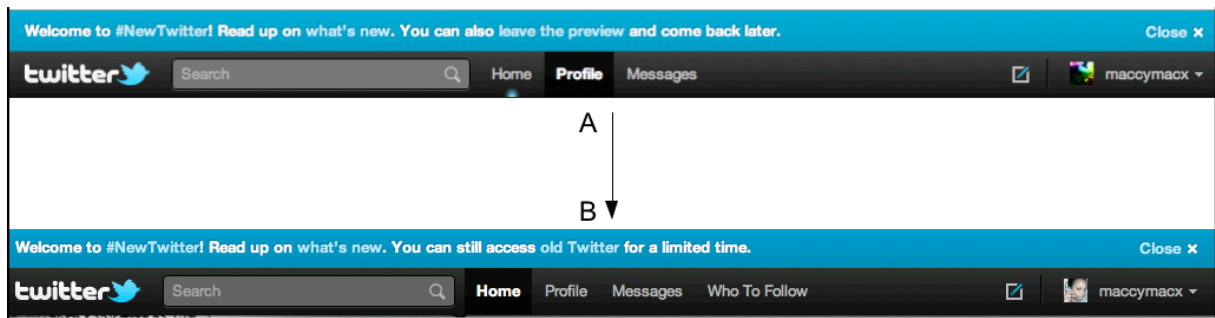 Welcome to #NewTwitter! Read up on what's new. You can also leave the preview and come back later. Close ×
twitter Search Home Profile Messages maccymacx
A
B
Welcome to #NewTwitter! Read up on what's new. You can still access old Twitter for a limited time. Close ×
twitter Search Home Profile Messages Who To Follow maccymacx